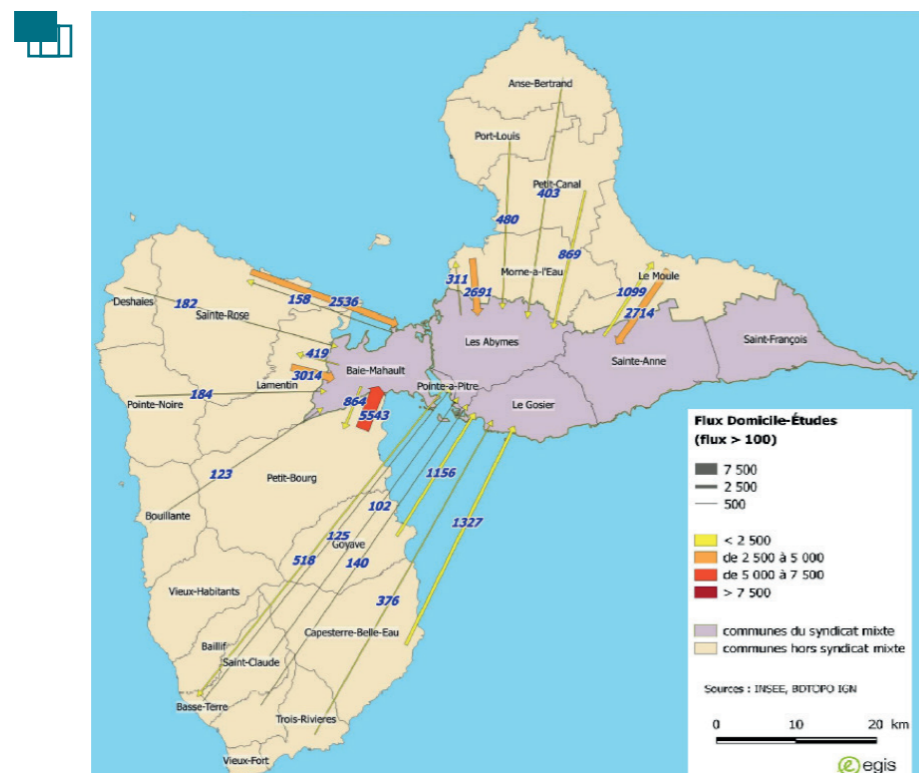 Anse-Bertrand
Port-Louis
Petit-Canal
403
480
869
Morne-a-l'Eau
Le Moule
311
2691
1099
2714
Deshaies
182
158
2536
Sainte-Rose
Les Abymes
Saint-François
Sainte-Anne
419
Baie-Mahault
3014
Lamentin
Pointe-a-Pitre
184
Pointe-Noire
864
5543
Le Gosier
123
Petit-Bourg
1156
Bouillante
102
1327
125
Goyave
518
140
Vieux-Habitants
376
Capesterre-Belle-Eau
Baillif
Saint-Claude
Basse-Terre
Trois-Rivieres
Vieux-Fort
Flux Domicile-Études
(flux > 100)
7 500
2 500
500
< 2 500
de 2 500 à 5 000
de 5 000 à 7 500
> 7 500
communes du syndicat mixte
communes hors syndicat mixte
Sources : INSEE, BDTOPO IGN
0 10 20 km
egis